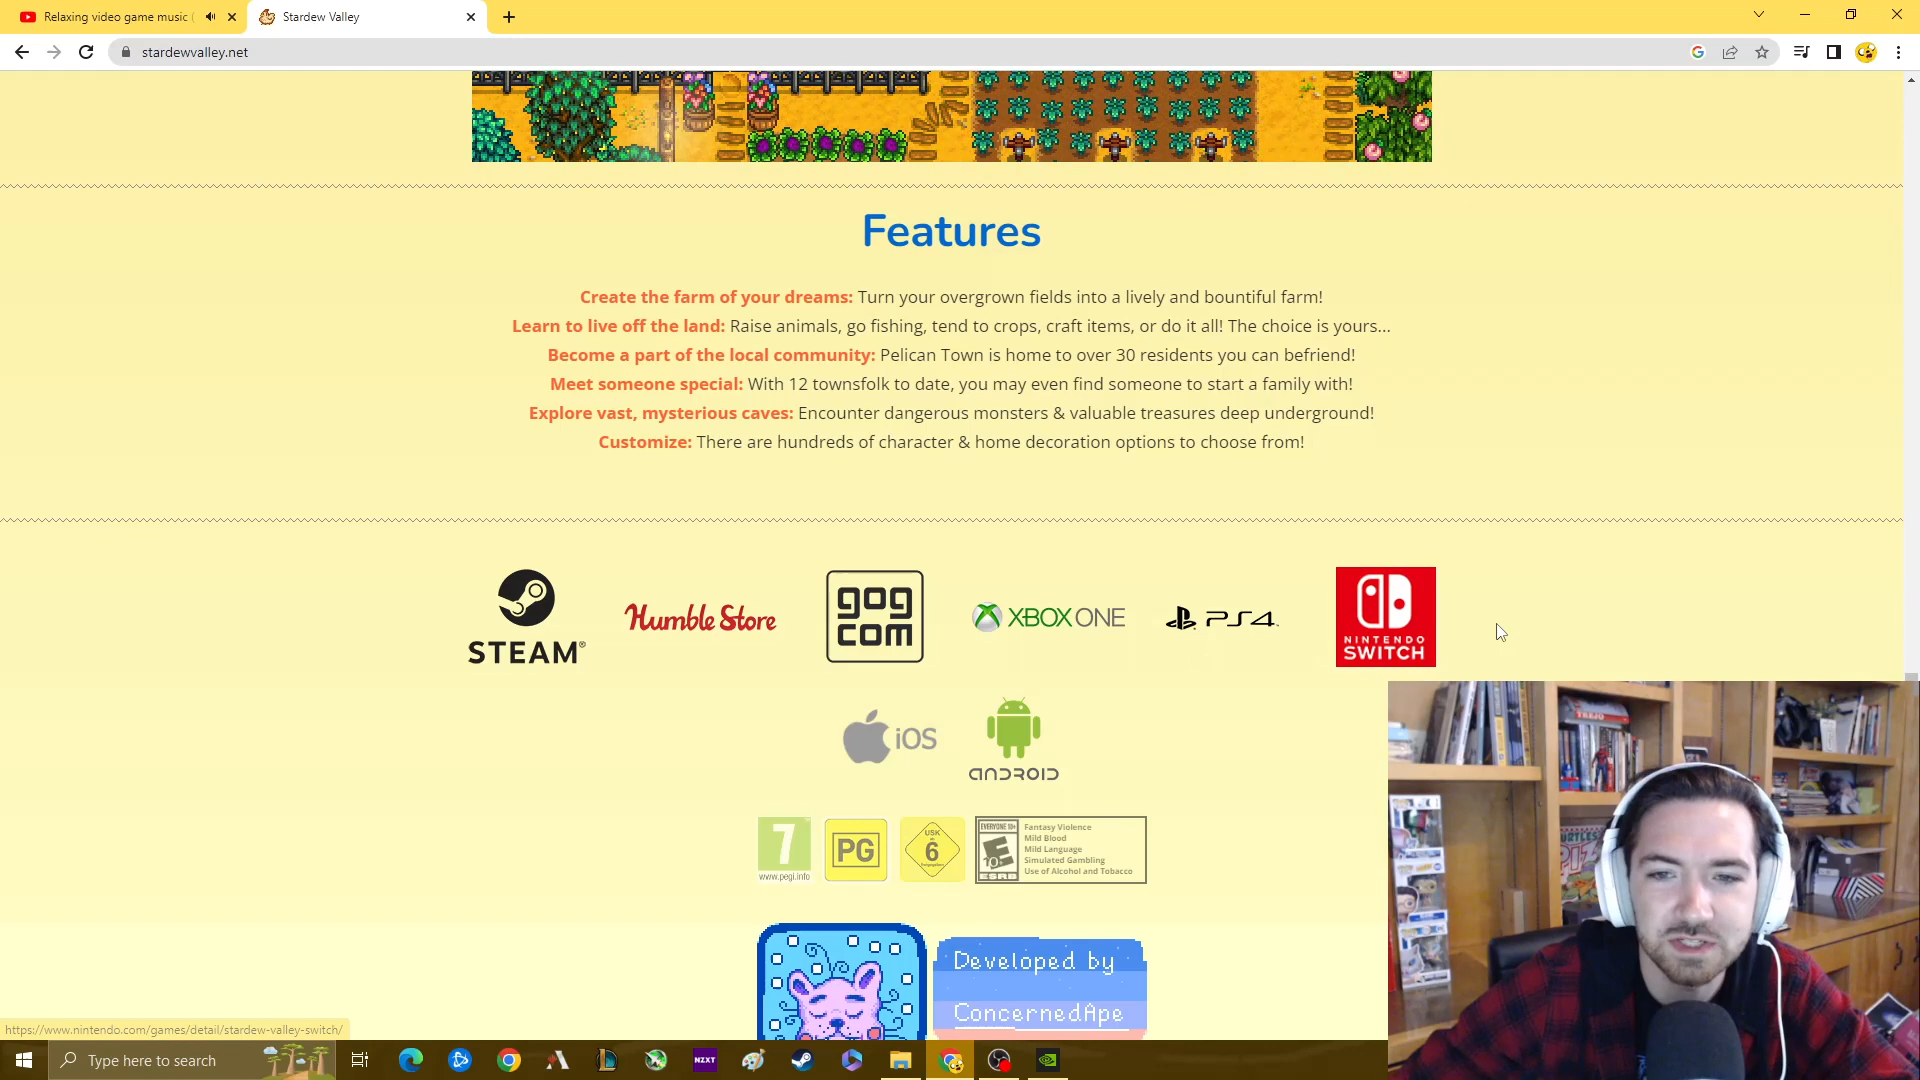 Relaxing video game music (
Stardew Valley
stardewvalley.net
Features
Create the farm of your dreams: Turn your overgrown fields into a lively and bountiful farm!
Learn to live off the land: Raise animals, go fishing, tend to crops, craft items, or do it all! The choice is yours...
Become a part of the local community: Pelican Town is home to over 30 residents you can befriend!
Meet someone special: With 12 townsfolk to date, you may even find someone to start a family with!
Explore vast, mysterious caves: Encounter dangerous monsters & valuable treasures deep underground!
Customize: There are hundreds of character & home decoration options to choose from!
STEAM®
Humble Store
gog
com
XBOX ONE
PS4
NINTENDO
SWITCH
iOS
ANDROID
7
www.pegi.info
PG
USK
6
EVERYONE 10+
E
10+
ESRB
Fantasy Violence
Mild Blood
Mild Language
Simulated Gambling
Use of Alcohol and Tobacco
TREJO
Developed by
ConcernedApe
https://www.nintendo.com/games/detail/stardew-valley-switch/
Type here to search
NZXT